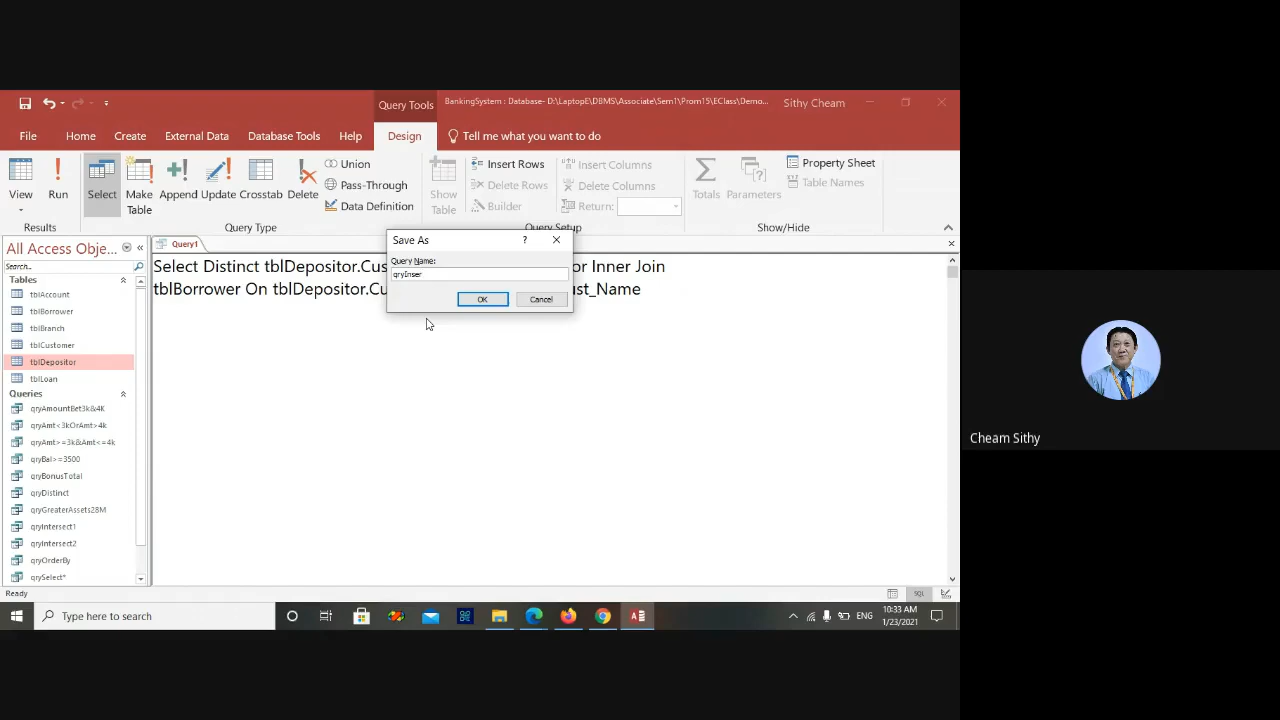 Query Tools
BankingSystem : Database- D:\LaptopE\DBMS\Associate\Sem1\Prom15\EClass\Demo...
Sithy Cheam
File
Home
Create
External Data
Database Tools
Help
Design
Tell me what you want to do
View
Run
Select
Make Table
Append
Update
Crosstab
Delete
Union
Pass-Through
Data Definition
Show Table
Insert Rows
Delete Rows
Builder
Insert Columns
Delete Columns
Return:
Totals
Parameters
Property Sheet
Table Names
Results
Query Type
Query Setup
Show/Hide
All Access Obje...
Search...
Tables
tblAccount
tblBorrower
tblBranch
tblCustomer
tblDepositor
tblLoan
Queries
qryAmountBet3k&4K
qryAmt<3kOrAmt>4k
qryAmt>=3k&Amt<=4k
qryBal>=3500
qryBonusTotal
qryDistinct
qryGreaterAssets28M
qryIntersect1
qryIntersect2
qryOrderBy
qrySelect*
Query1
Select Distinct tblDepositor.Cus or Inner Join
tblBorrower On tblDepositor.Cu ust_Name
Save As
?
Query Name:
qryInser
OK
Cancel
Ready
SQL
Type here to search
ENG
10:33 AM
1/23/2021
Cheam Sithy